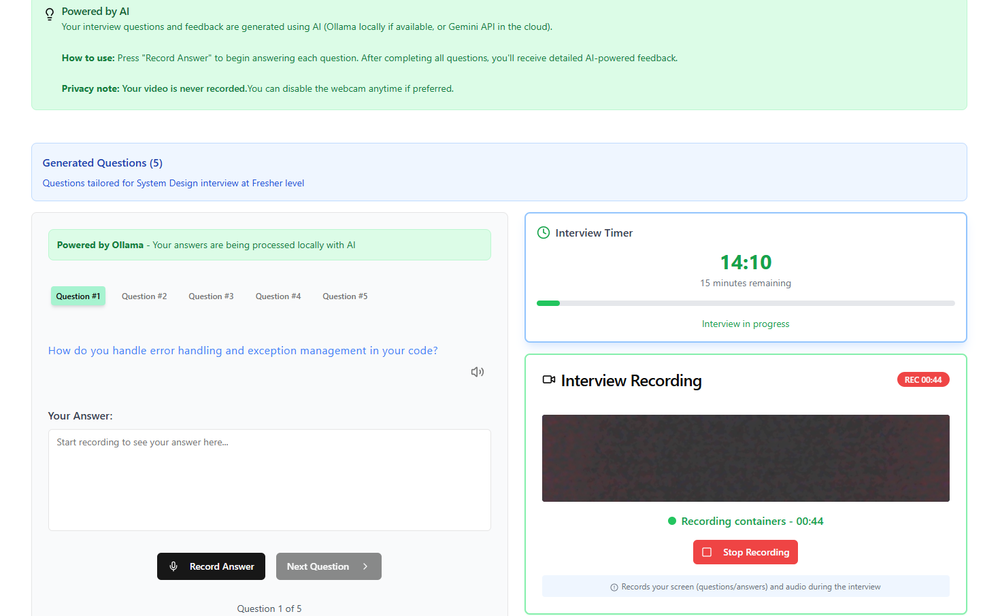 Powered by AI
Your interview questions and feedback are generated using AI (Ollama locally if available, or Gemini API in the cloud).
How to use: Press "Record Answer" to begin answering each question. After completing all questions, you'll receive detailed AI-powered feedback.
Privacy note: Your video is never recorded.You can disable the webcam anytime if preferred.
Generated Questions (5)
Questions tailored for System Design interview at Fresher level
Powered by Ollama - Your answers are being processed locally with AI
Question #1
Question #2
Question #3
Question #4
Question #5
How do you handle error handling and exception management in your code?
Your Answer:
Start recording to see your answer here...
Record Answer
Next Question
Question 1 of 5
Interview Timer
14:10
15 minutes remaining
Interview in progress
Interview Recording
REC 00:44
Recording containers - 00:44
Stop Recording
Records your screen (questions/answers) and audio during the interview